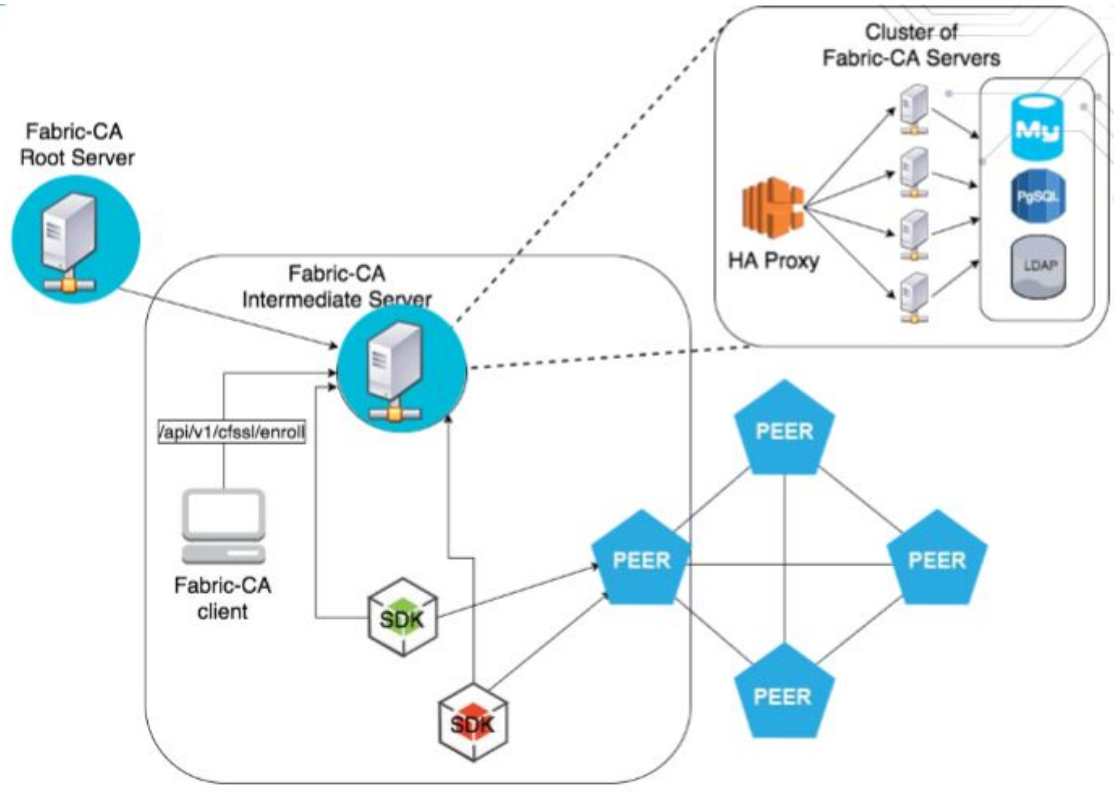 Cluster of
Fabric-CA Servers
My
PgSQL
LDAP
HA Proxy
Fabric-CA
Root Server
Fabric-CA
Intermediate Server
/api/v1/cfssl/enroll
Fabric-CA
client
SDK
SDK
PEER
PEER
PEER
PEER